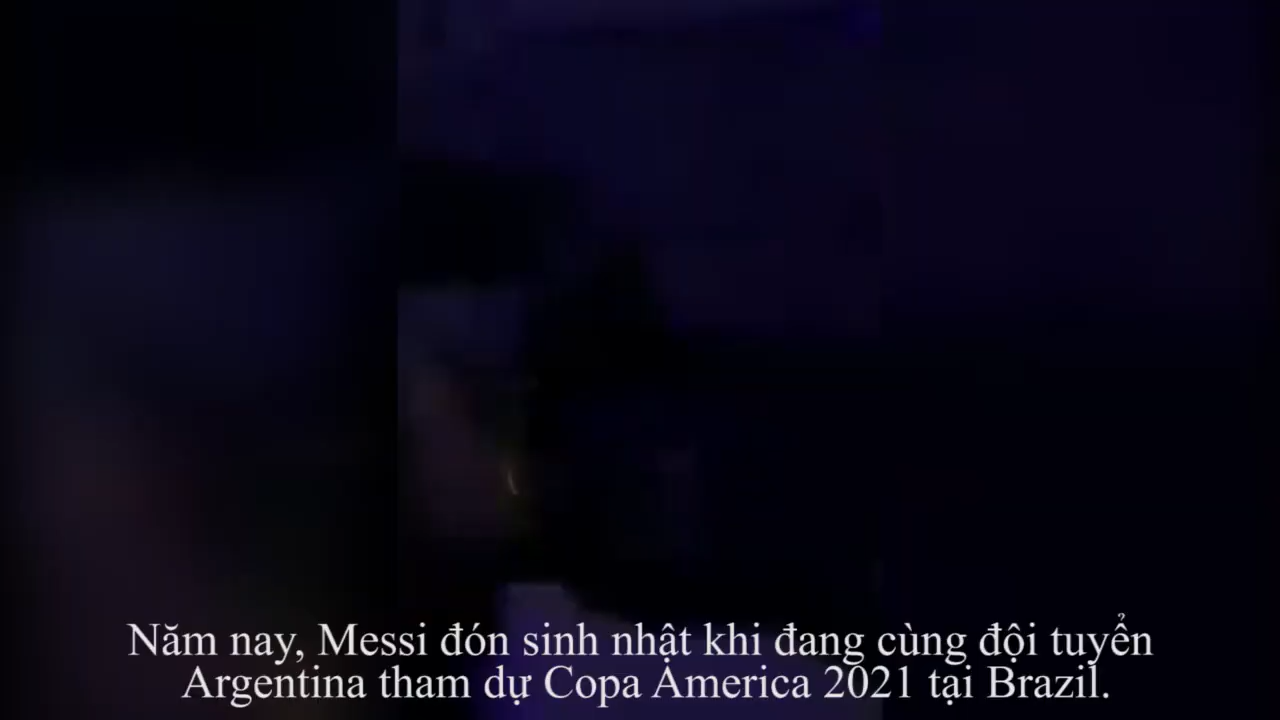 Năm nay, Messi đón sinh nhật khi đang cùng đội tuyển
Argentina tham dự Copa America 2021 tại Brazil.